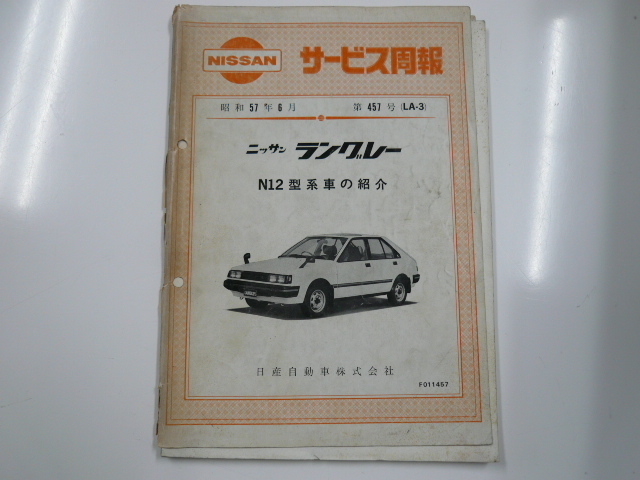 NISSAN サービス周報
昭和57年6月 第457号(LA-3)
ニッサン ラングレー
N12型系車の紹介
日産自動車株式会社
F011457